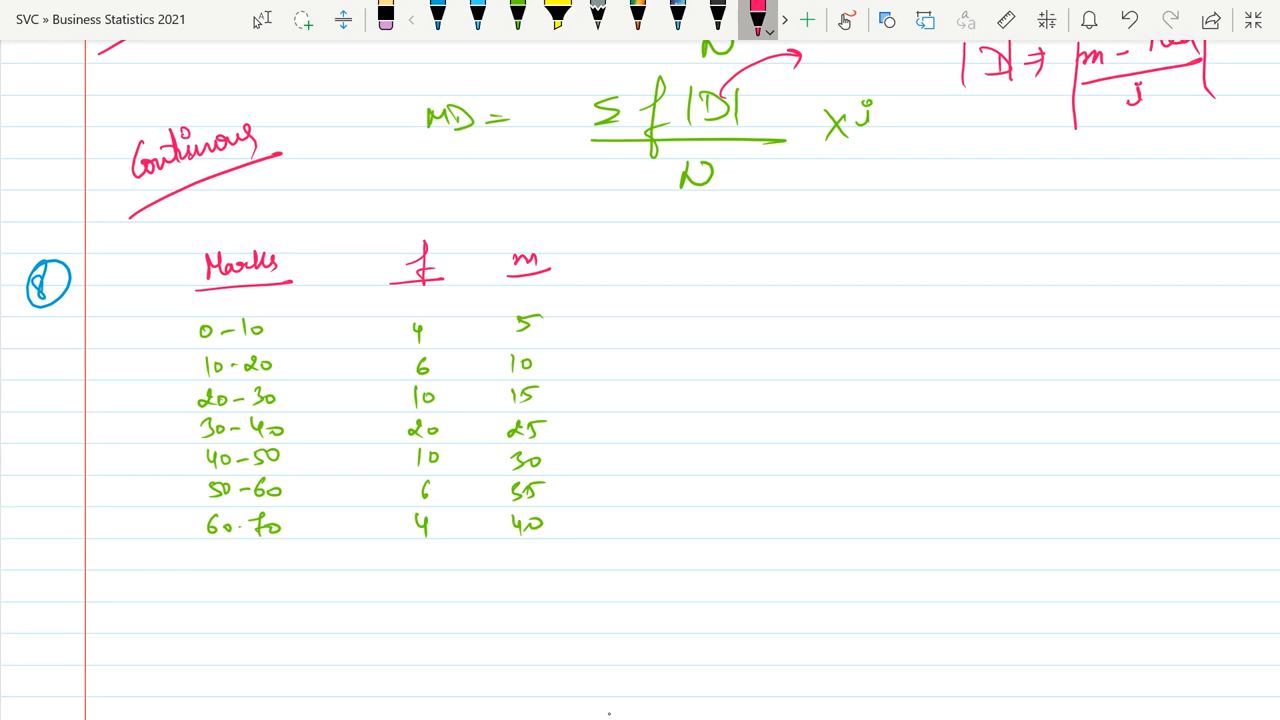 SVC » Business Statistics 2021
N
|D| ⇒ |m - / i|
MD = Σ f |D| / N × i
Continuous
8
Marks f m
0-10 4 5
10-20 6 10
20-30 10 15
30-40 20 25
40-50 10 30
50-60 6 35
60-70 4 40